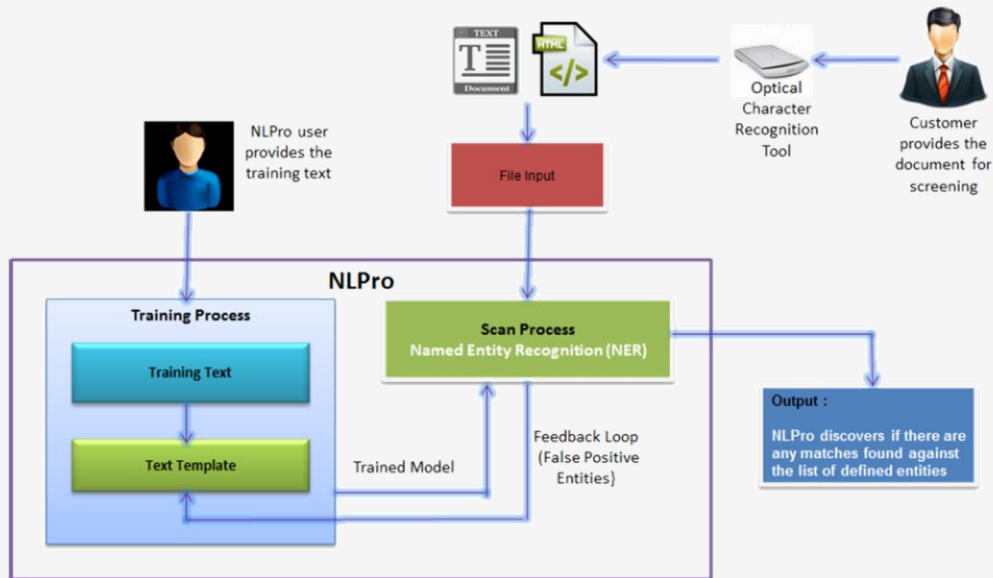 TEXT
T
Document
HTML
</>
Optical
Character
Recognition
Tool
Customer
provides the
document for
screening
NLPro user
provides the
training text
File Input
NLPro
Training Process
Training Text
Text Template
Scan Process
Named Entity Recognition (NER)
Trained Model
Feedback Loop
(False Positive
Entities}
Output :
NLPro discovers if there are
any matches found against
the list of defined entities